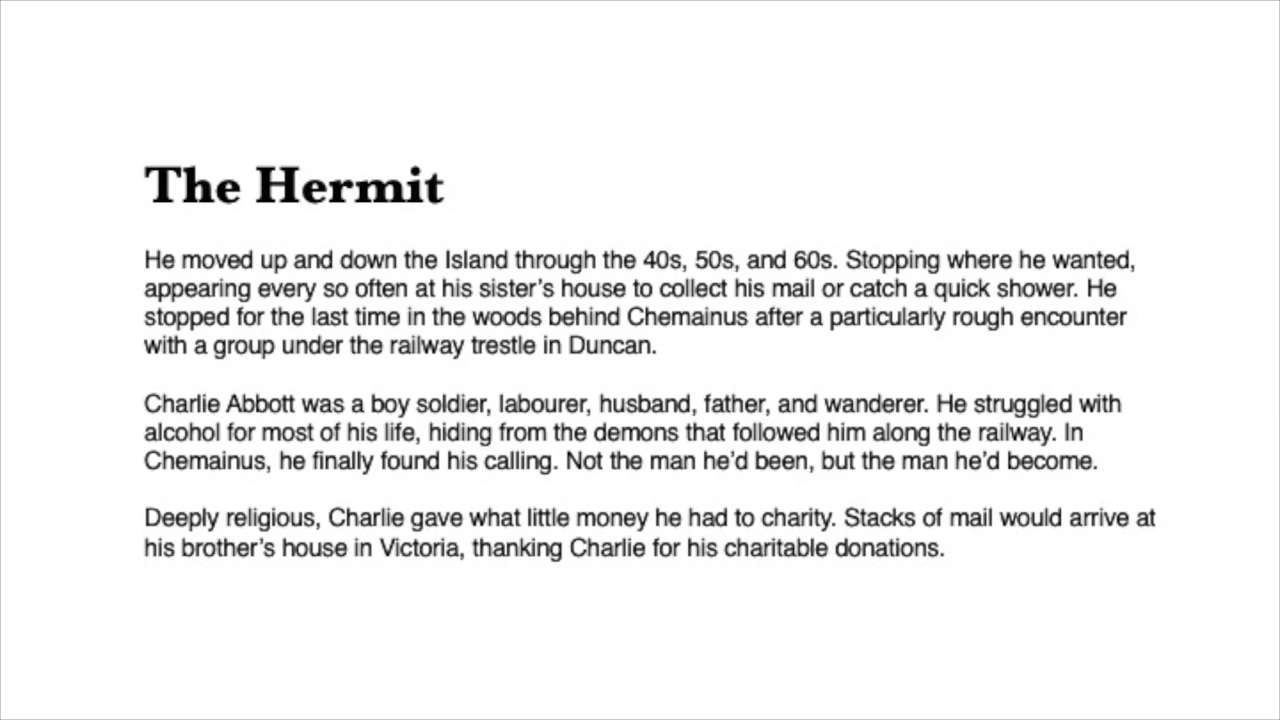 The Hermit
He moved up and down the Island through the 40s, 50s, and 60s. Stopping where he wanted,
appearing every so often at his sister’s house to collect his mail or catch a quick shower. He
stopped for the last time in the woods behind Chemainus after a particularly rough encounter
with a group under the railway trestle in Duncan.
Charlie Abbott was a boy soldier, labourer, husband, father, and wanderer. He struggled with
alcohol for most of his life, hiding from the demons that followed him along the railway. In
Chemainus, he finally found his calling. Not the man he’d been, but the man he’d become.
Deeply religious, Charlie gave what little money he had to charity. Stacks of mail would arrive at
his brother’s house in Victoria, thanking Charlie for his charitable donations.